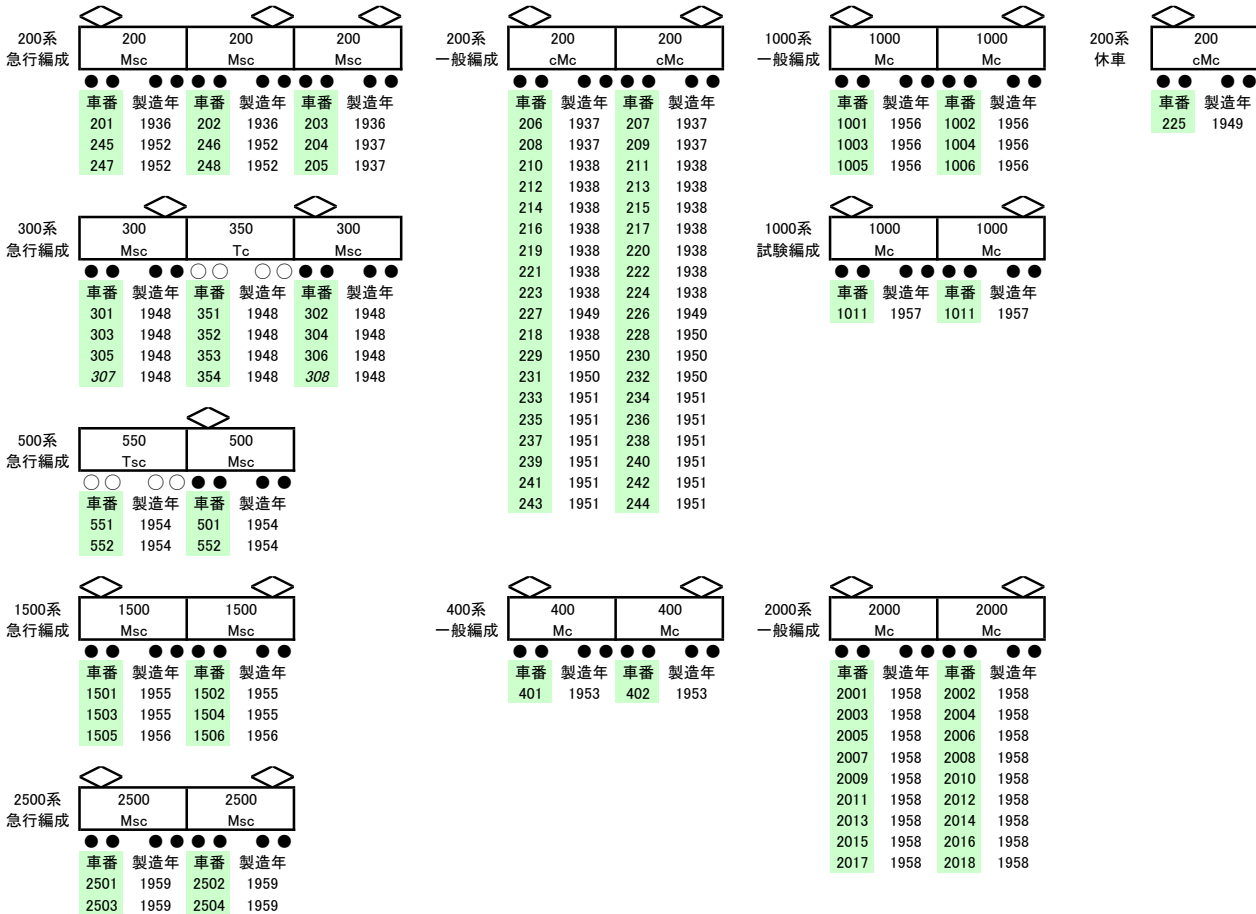 200系
急行編成
200 200 200
Msc Msc Msc
車番 製造年 車番 製造年 車番 製造年
201 1936 202 1936 203 1936
245 1952 246 1952 204 1937
247 1952 248 1952 205 1937
300系
急行編成
300 350 300
Msc Tc Msc
車番 製造年 車番 製造年 車番 製造年
301 1948 351 1948 302 1948
303 1948 352 1948 304 1948
305 1948 353 1948 306 1948
307 1948 354 1948 308 1948
500系
急行編成
550 500
Tsc Msc
車番 製造年 車番 製造年
551 1954 501 1954
552 1954 552 1954
1500系
急行編成
1500 1500
Msc Msc
車番 製造年 車番 製造年
1501 1955 1502 1955
1503 1955 1504 1955
1505 1956 1506 1956
2500系
急行編成
2500 2500
Msc Msc
車番 製造年 車番 製造年
2501 1959 2502 1959
2503 1959 2504 1959
200系
一般編成
200 200
cMc cMc
車番 製造年 車番 製造年
206 1937 207 1937
208 1937 209 1937
210 1938 211 1938
212 1938 213 1938
214 1938 215 1938
216 1938 217 1938
219 1938 220 1938
221 1938 222 1938
223 1938 224 1938
227 1949 226 1949
218 1938 228 1950
229 1950 230 1950
231 1950 232 1950
233 1951 234 1951
235 1951 236 1951
237 1951 238 1951
239 1951 240 1951
241 1951 242 1951
243 1951 244 1951
400系
一般編成
400 400
Mc Mc
車番 製造年 車番 製造年
401 1953 402 1953
1000系
一般編成
1000 1000
Mc Mc
車番 製造年 車番 製造年
1001 1956 1002 1956
1003 1956 1004 1956
1005 1956 1006 1956
1000系
試験編成
1000 1000
Mc Mc
車番 製造年 車番 製造年
1011 1957 1011 1957
2000系
一般編成
2000 2000
Mc Mc
車番 製造年 車番 製造年
2001 1958 2002 1958
2003 1958 2004 1958
2005 1958 2006 1958
2007 1958 2008 1958
2009 1958 2010 1958
2011 1958 2012 1958
2013 1958 2014 1958
2015 1958 2016 1958
2017 1958 2018 1958
200系
休車
200
cMc
車番 製造年
225 1949